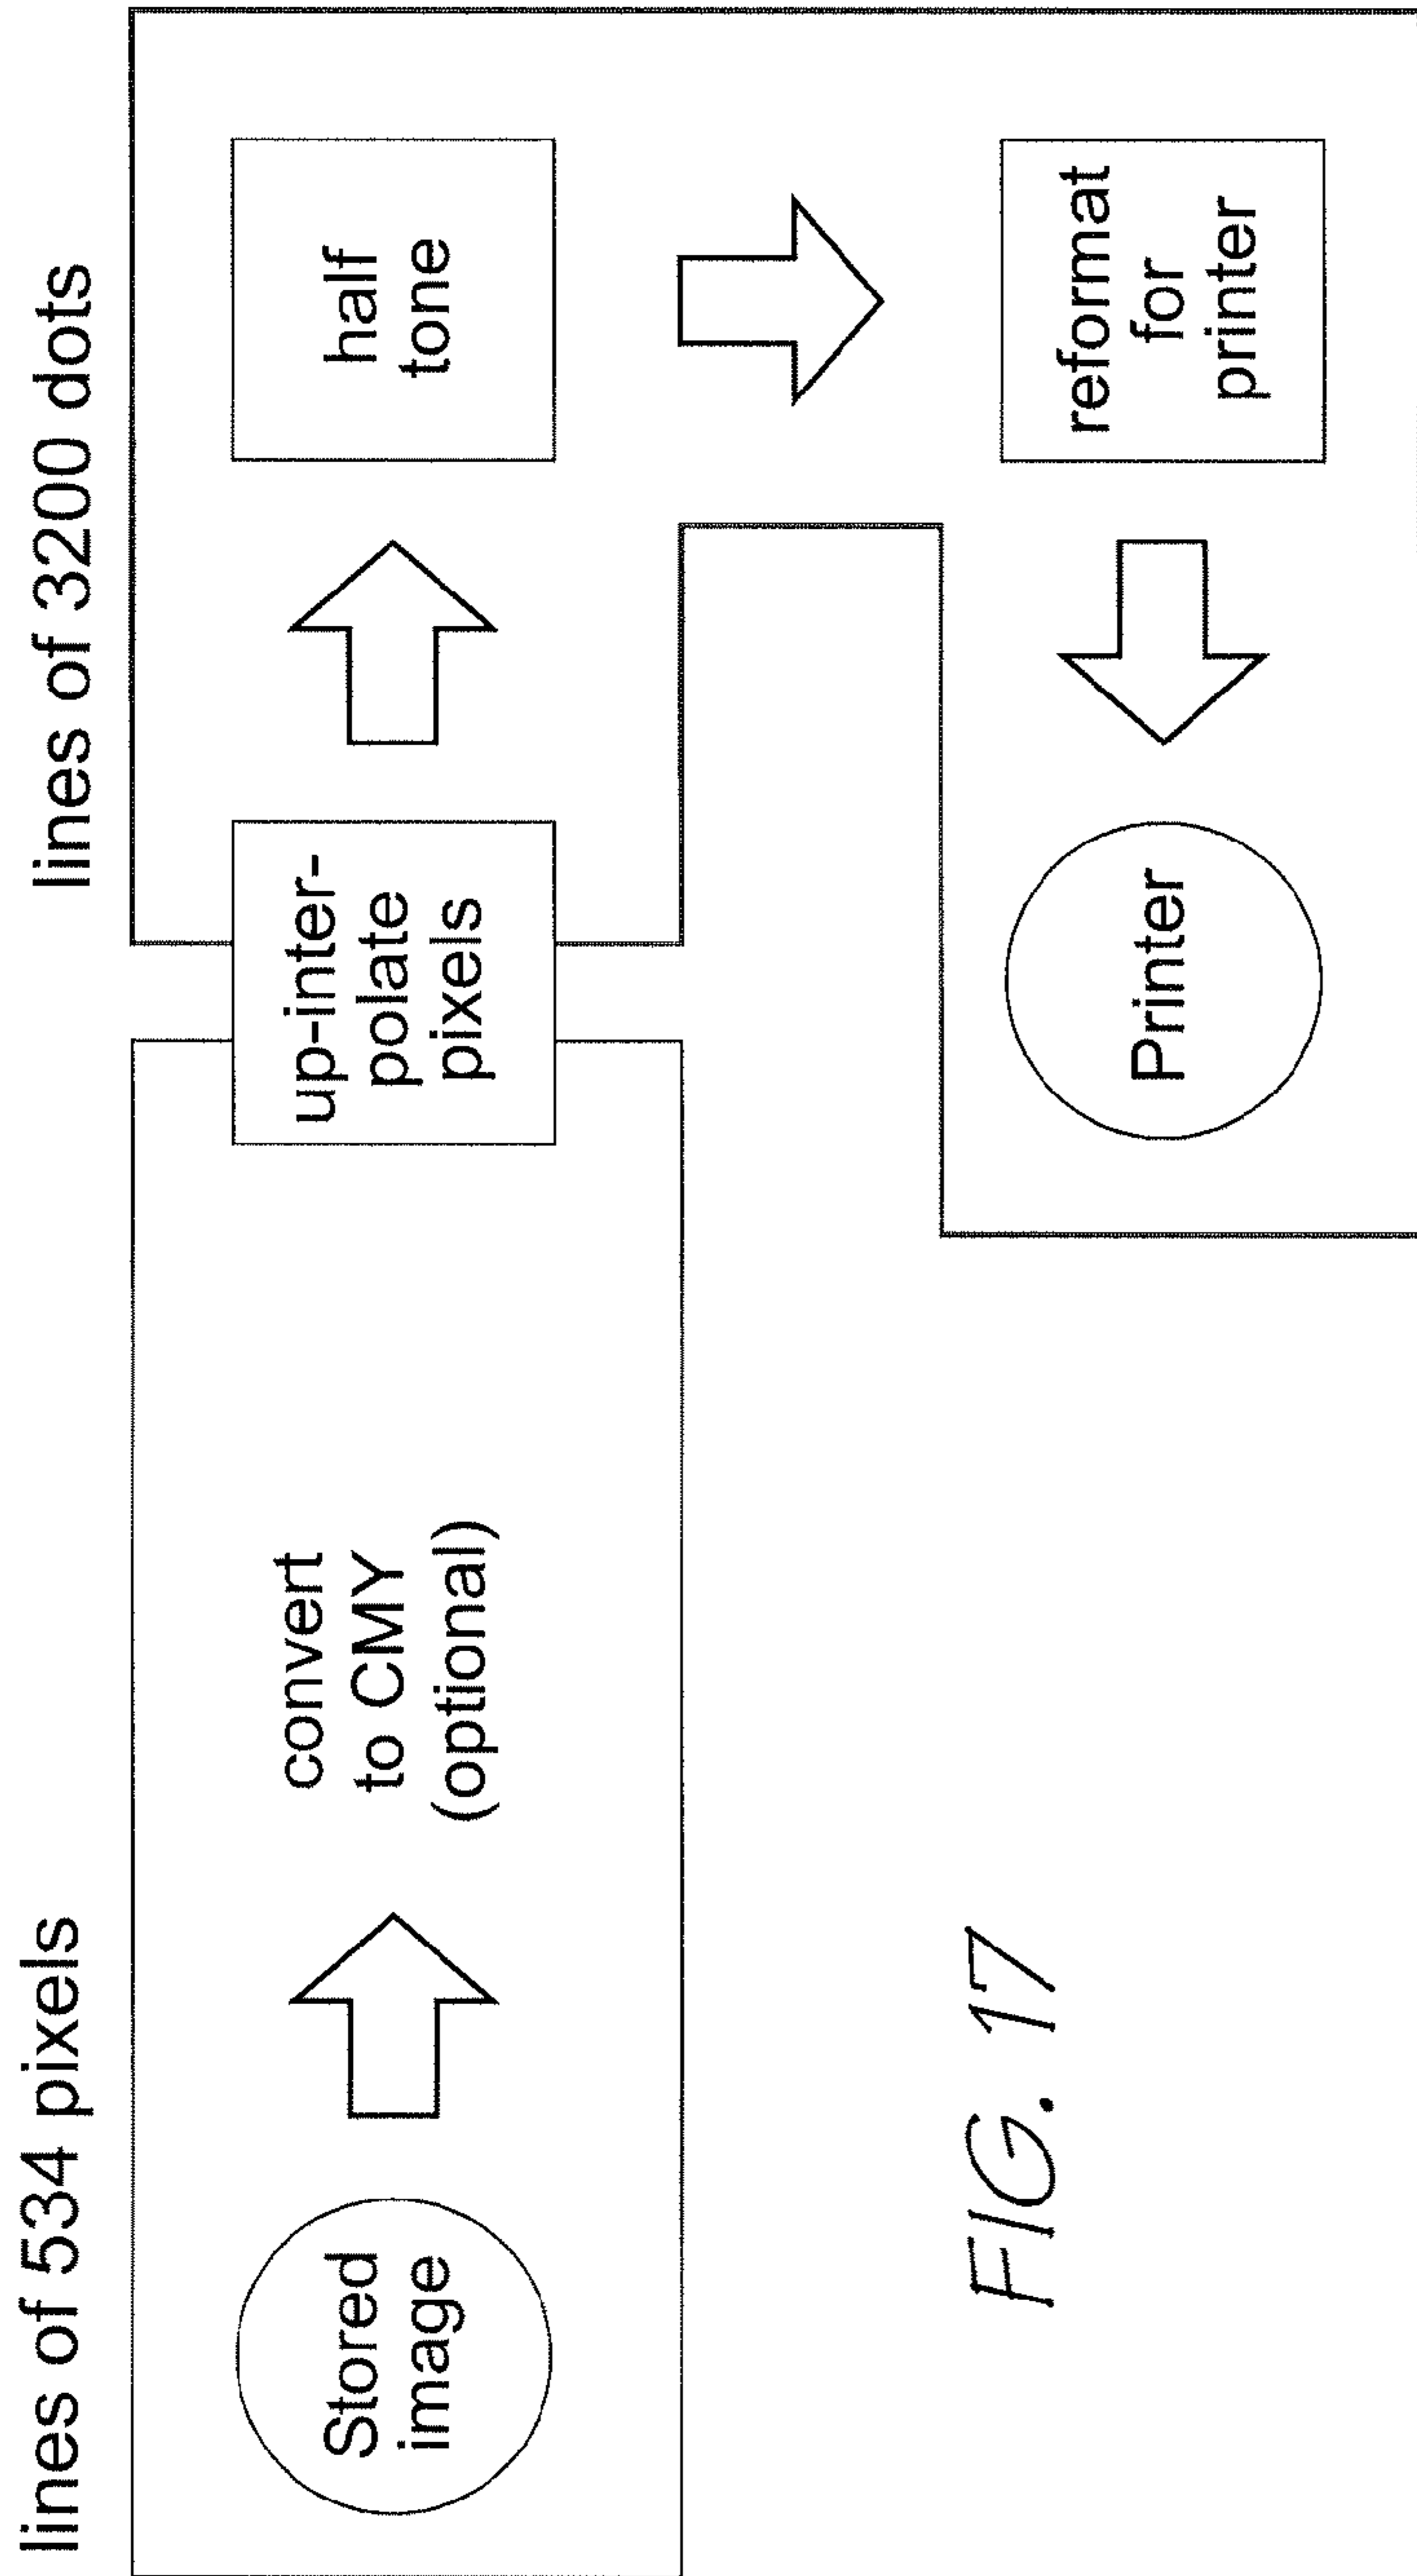 lines of 534 pixels
lines of 3200 dots
Stored
image
convert
to CMY
(optional)
up-inter-
polate
pixels
half
tone
reformat
for
printer
Printer
FIG. 17